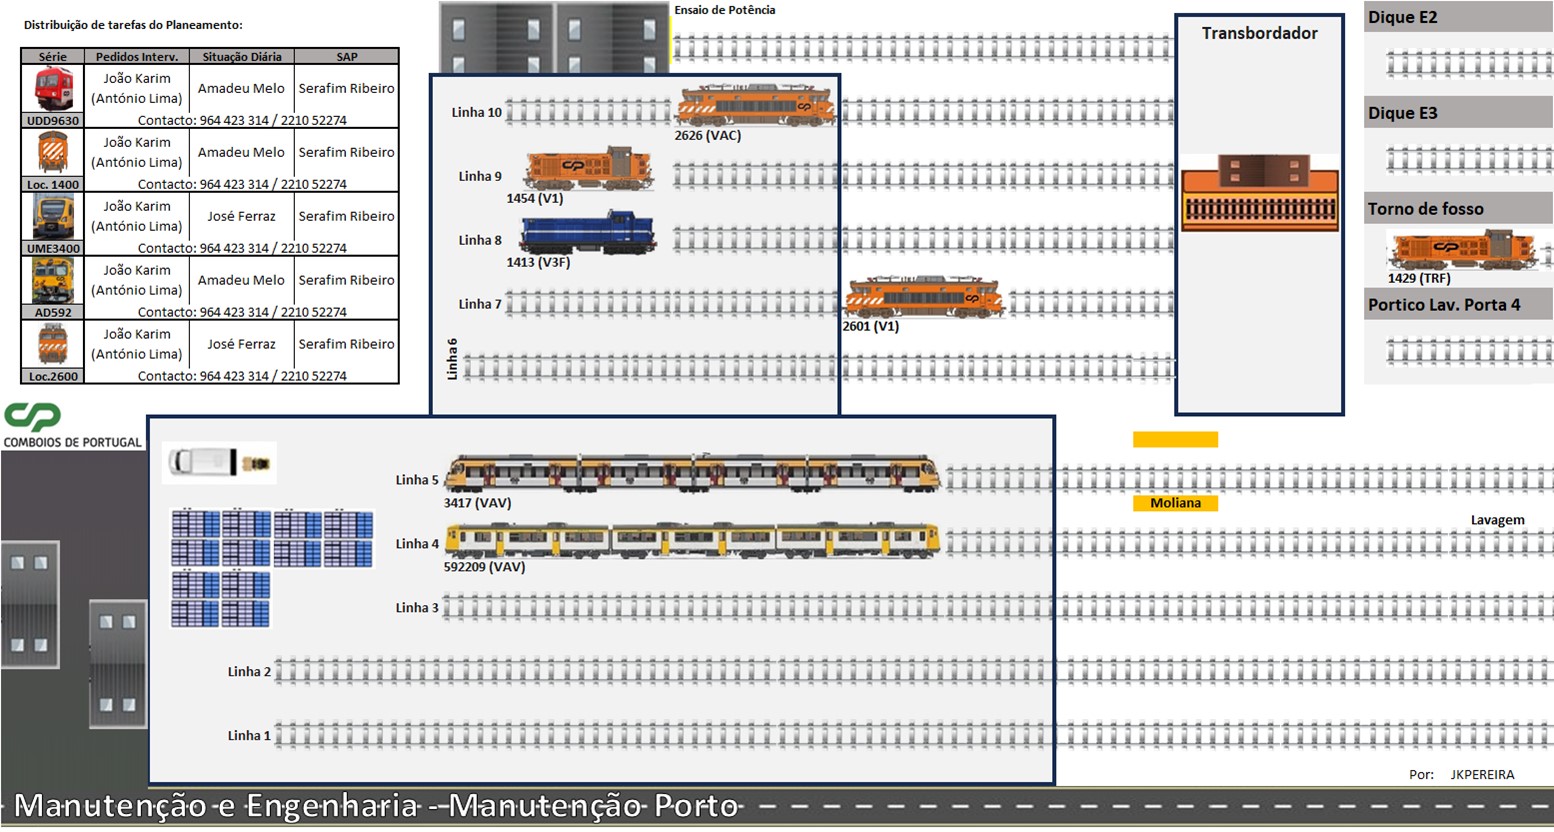 Distribuição de tarefas do Planeamento:
Série Pedidos Interv. Situação Diária SAP
João Karim
(António Lima) Amadeu Melo Serafim Ribeiro
UDD9630 Contacto: 964 423 314 / 2210 52274
João Karim
(António Lima) Amadeu Melo Serafim Ribeiro
Loc. 1400 Contacto: 964 423 314 / 2210 52274
João Karim
(António Lima) José Ferraz Serafim Ribeiro
UME3400 Contacto: 964 423 314 / 2210 52274
João Karim
(António Lima) Amadeu Melo Serafim Ribeiro
AD592 Contacto: 964 423 314 / 2210 52274
João Karim
(António Lima) José Ferraz Serafim Ribeiro
Loc.2600 Contacto: 964 423 314 / 2210 52274
CP
COMBOIOS DE PORTUGAL
Ensaio de Potência
Linha 10
2626 (VAC)
Linha 9
1454 (V1)
Linha 8
1413 (V3F)
Linha 7
2601 (V1)
Linha 6
Transbordador
Dique E2
Dique E3
Torno de fosso
1429 (TRF)
Portico Lav. Porta 4
Linha 5
3417 (VAV)
Moliana
Lavagem
Linha 4
592209 (VAV)
Linha 3
Linha 2
Linha 1
Por: JKPEREIRA
Manutenção e Engenharia - Manutenção Porto